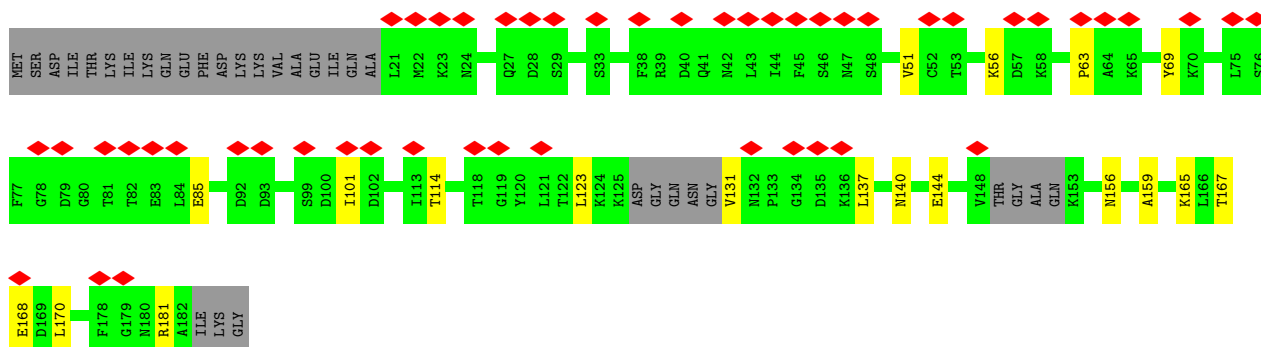 MET SER ASP ILE THR LYS ILE LYS GLN GLU PHE ASP LYS LYS VAL ALA GLU ILE GLN ALA L21 M22 K23 N24 Q27 D28 S29 S33 F38 R39 D40 Q41 N42 L43 I44 F45 S46 N47 S48 V51 C52 T53 K56 D57 K58 P63 A64 K65 Y69 K70 L75 S76
F77 G78 D79 G80 T81 T82 E83 L84 E85 D92 D93 S99 D100 I101 D102 I113 T114 T118 G119 Y120 L121 T122 L123 K124 K125 ASP GLY GLN ASN GLY V131 N132 P133 G134 D135 K136 L137 N140 E144 V148 THR GLY ALA GLN K153 N156 A159 K165 L166 T167
E168 D169 L170 F178 G179 N180 R181 A182 ILE LYS GLY